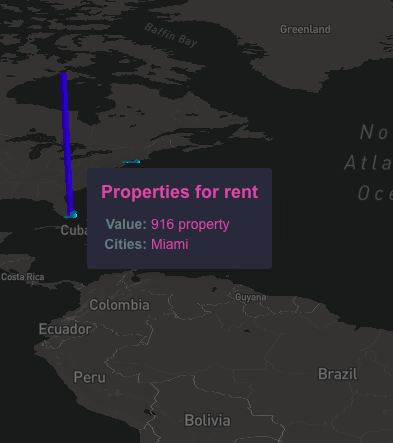 Baffin Bay
Greenland
No
Atla
Oce
Properties for rent
Value: 916 property
Cities: Miami
Cuba
Costa Rica
Colombia
Guyana
Ecuador
Peru
Brazil
Bolivia